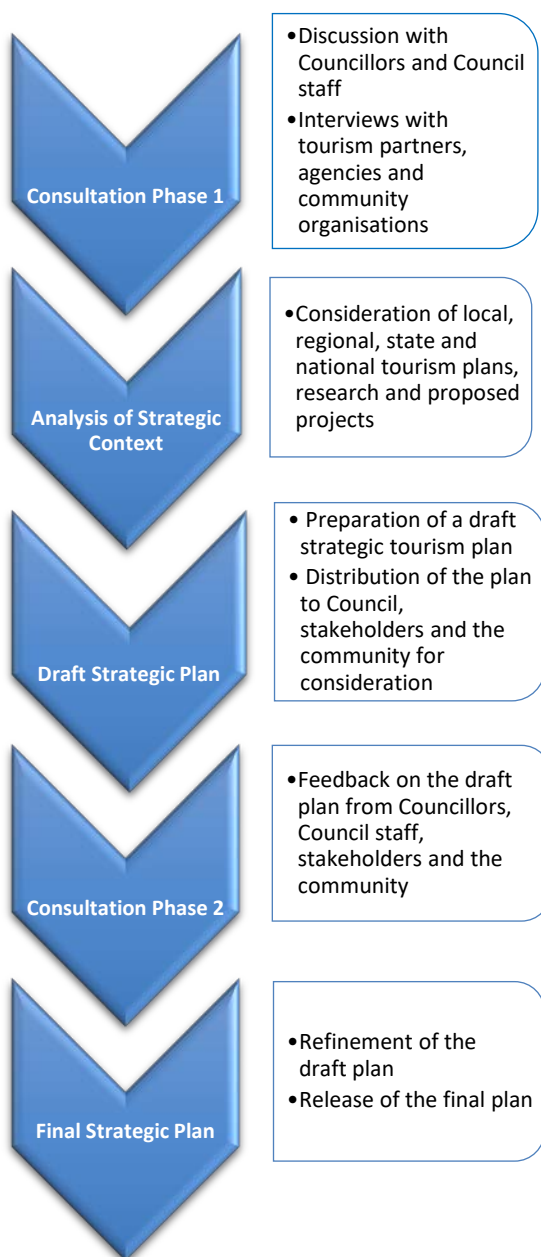 •Discussion with
Councillors and Council
staff
•Interviews with
tourism partners,
agencies and
community
organisations
Consultation Phase 1
•Consideration of local,
regional, state and
national tourism plans,
research and proposed
projects
Analysis of Strategic
Context
• Preparation of a draft
strategic tourism plan
• Distribution of the plan
to Council,
stakeholders and the
community for
consideration
Draft Strategic Plan
•Feedback on the draft
plan from Councillors,
Council staff,
stakeholders and the
community
Consultation Phase 2
•Refinement of the
draft plan
•Release of the final plan
Final Strategic Plan